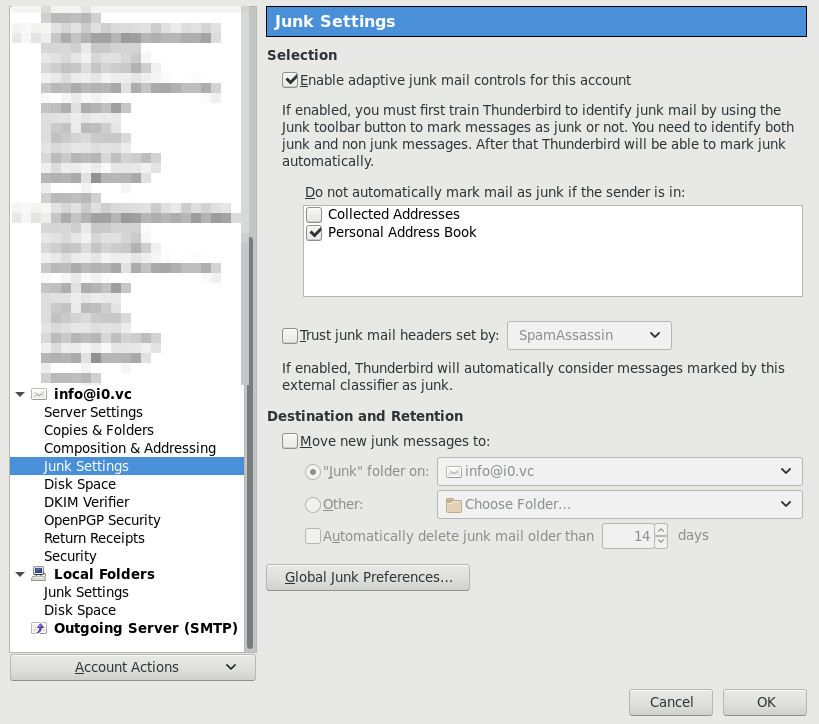 Junk Settings
Selection
Enable adaptive junk mail controls for this account
If enabled, you must first train Thunderbird to identify junk mail by using the
Junk toolbar button to mark messages as junk or not. You need to identify both
junk and non junk messages. After that Thunderbird will be able to mark junk
automatically.
Do not automatically mark mail as junk if the sender is in:
Collected Addresses
Personal Address Book
Trust junk mail headers set by: SpamAssassin
If enabled, Thunderbird will automatically consider messages marked by this
external classifier as junk.
Destination and Retention
Move new junk messages to:
"Junk" folder on: info@i0.vc
Other: Choose Folder...
Automatically delete junk mail older than 14 days
Global Junk Preferences...
info@i0.vc
Server Settings
Copies & Folders
Composition & Addressing
Junk Settings
Disk Space
DKIM Verifier
OpenPGP Security
Return Receipts
Security
Local Folders
Junk Settings
Disk Space
Outgoing Server (SMTP)
Account Actions
Cancel
OK